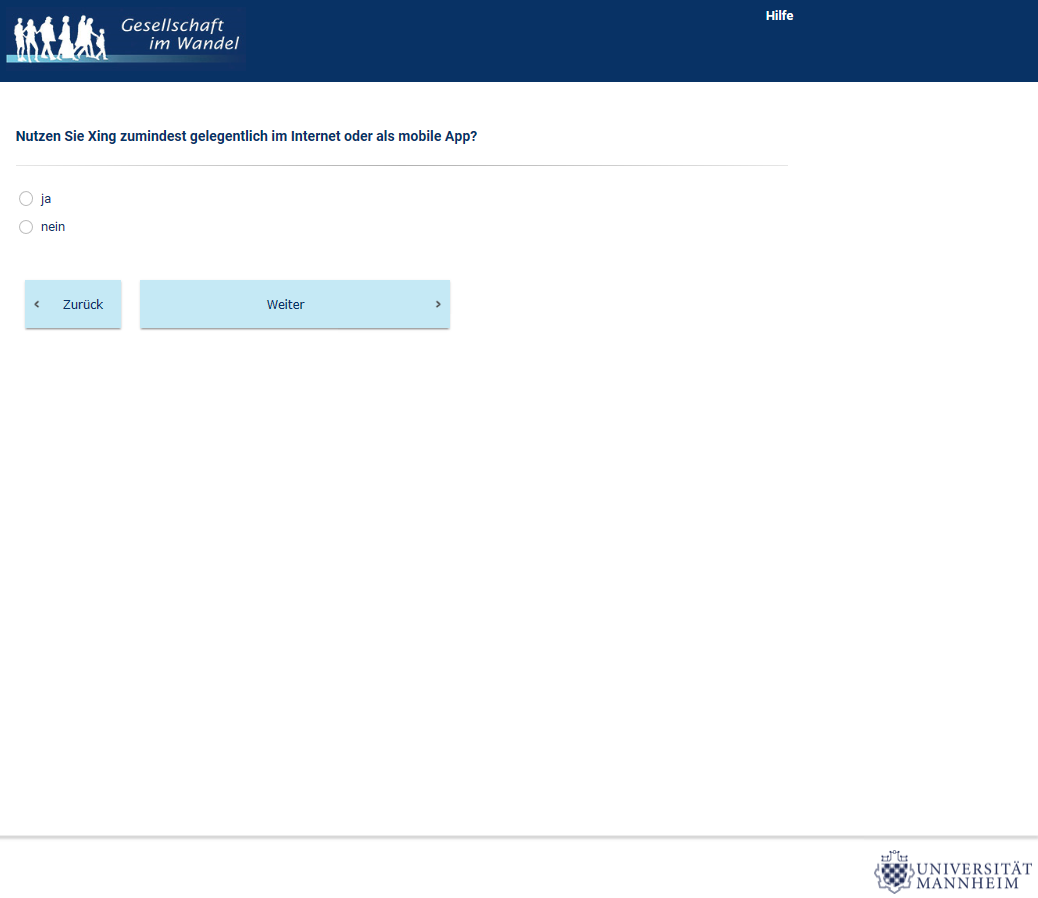 Gesellschaft
im Wandel
Hilfe
Nutzen Sie Xing zumindest gelegentlich im Internet oder als mobile App?
ja
nein
Zurück
Weiter
UNIVERSITÄT
MANNHEIM